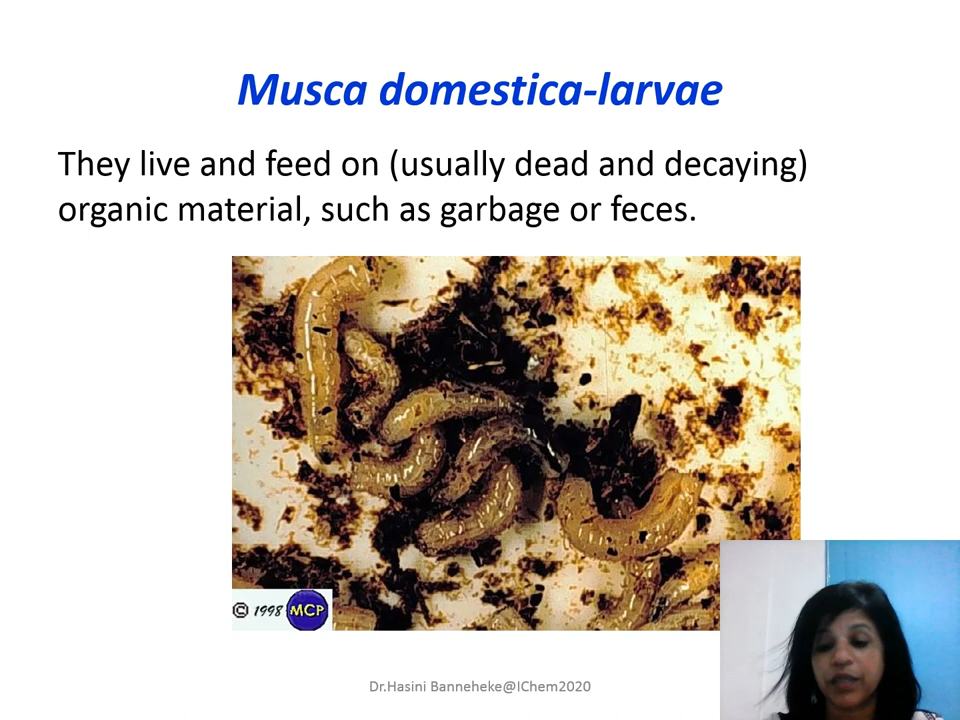 Musca domestica-larvae
They live and feed on (usually dead and decaying)
organic material, such as garbage or feces.
© 1998 MCP
Dr.Hasini Banneheke@IChem2020